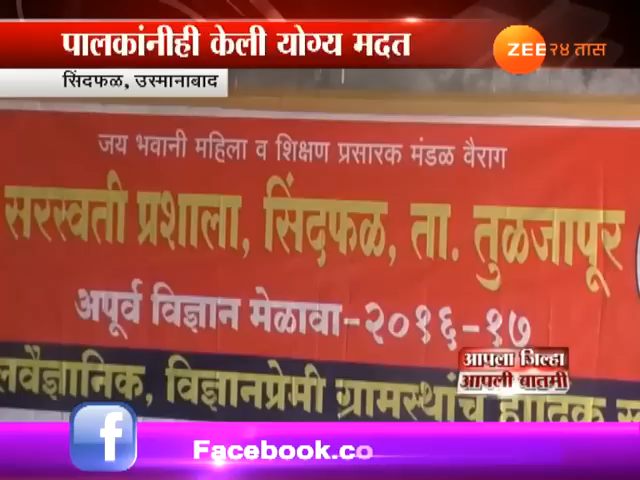 पालकांनीही केली योग्य मदत
ZEE २४ तास
सिंदफळ, उस्मानाबाद
जय भवानी महिला व शिक्षण प्रसारक मंडळ वैराग
सरस्वती प्रशाला, सिंदफळ, ता. तुळजापूर
अपूर्व विज्ञान मेळावा-२०१६-१७
आपला जिल्हा
आपली बातमी
विज्ञानप्रेमी ग्रामस्थांचे हार्दिक
f Facebook.co